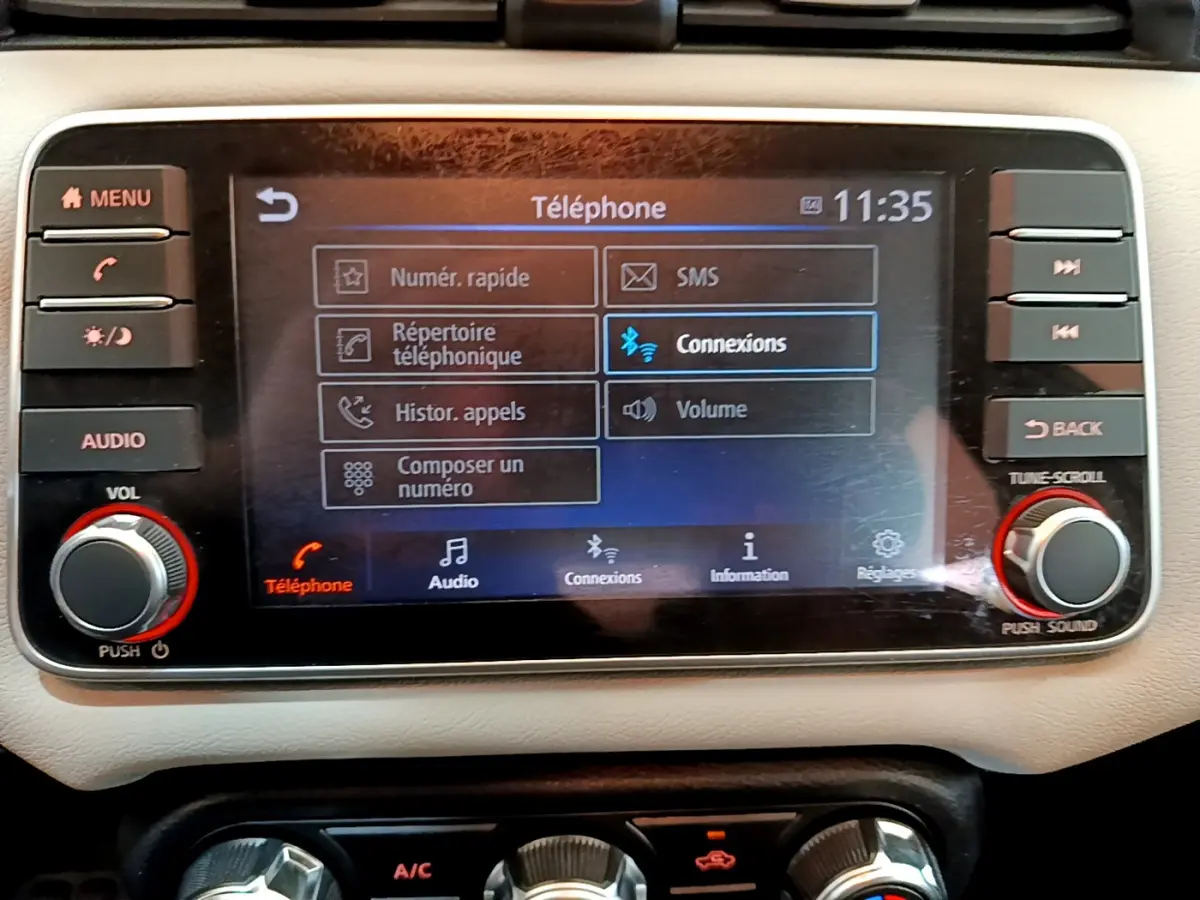 MENU
AUDIO
VOL
PUSH
Téléphone
11:35
Numér. rapide
SMS
Répertoire
téléphonique
Connexions
Histor. appels
Volume
Composer un
numéro
Téléphone
Audio
Connexions
Information
Réglages
BACK
TUNE-SCROLL
PUSH SOUND
A/C